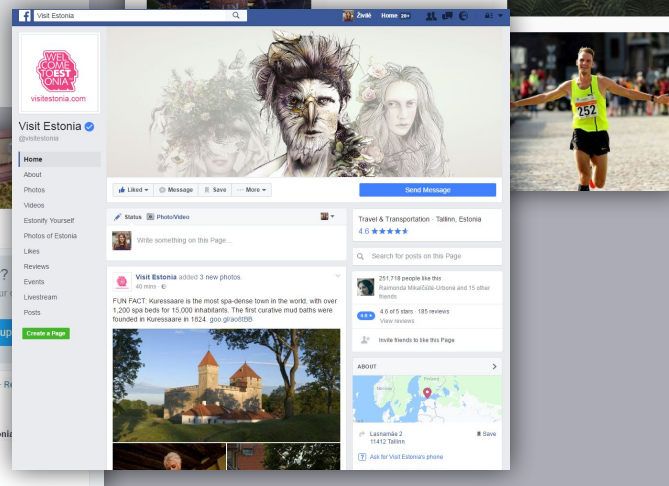 Visit Estonia
Živilė
Home 20+
WEL
COME
TO EST
ONIA
visitestonia.com
Visit Estonia
@visitestonia
Home
About
Photos
Videos
Estonify Yourself
Photos of Estonia
Likes
Reviews
Events
Livestream
Posts
Create a Page
Liked
Message
Save
More
Send Message
Status
Photo/Video
Write something on this Page...
Visit Estonia added 3 new photos.
40 mins
FUN FACT: Kuressaare is the most spa-dense town in the world, with over
1,200 spa beds for 15,000 inhabitants. The first curative mud baths were
founded in Kuressaare in 1824. goo.gl/ao8tBB
Travel & Transportation · Tallinn, Estonia
4.6
Search for posts on this Page
251,718 people like this
Raimonda Mikalčiūtė-Urbonė and 15 other
friends
4.6 of 5 stars · 185 reviews
View reviews
Invite friends to like this Page
ABOUT
Norway
Finland
Lasnamäe 2
11412 Tallinn
Save
Ask for Visit Estonia's phone
252